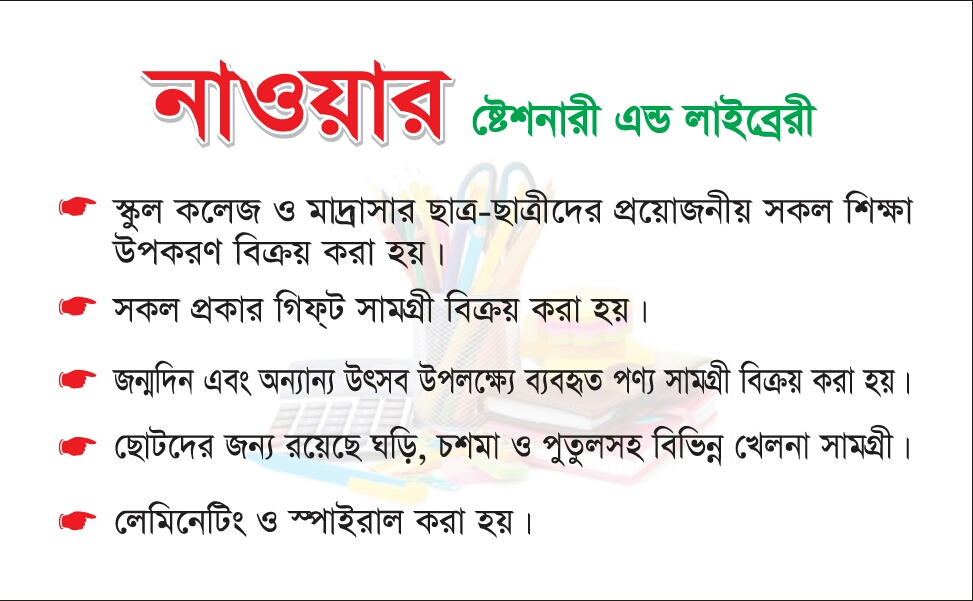 নাওয়ার ষ্টেশনারী এন্ড লাইব্রেরী
স্কুল কলেজ ও মাদ্রাসার ছাত্র-ছাত্রীদের প্রয়োজনীয় সকল শিক্ষা
উপকরণ বিক্রয় করা হয়।
সকল প্রকার গিফ্‌ট সামগ্রী বিক্রয় করা হয়।
জন্মদিন এবং অন্যান্য উৎসব উপলক্ষ্যে ব্যবহৃত পণ্য সামগ্রী বিক্রয় করা হয়।
ছোটদের জন্য রয়েছে ঘড়ি, চশমা ও পুতুলসহ বিভিন্ন খেলনা সামগ্রী।
লেমিনেটিং ও স্পাইরাল করা হয়।